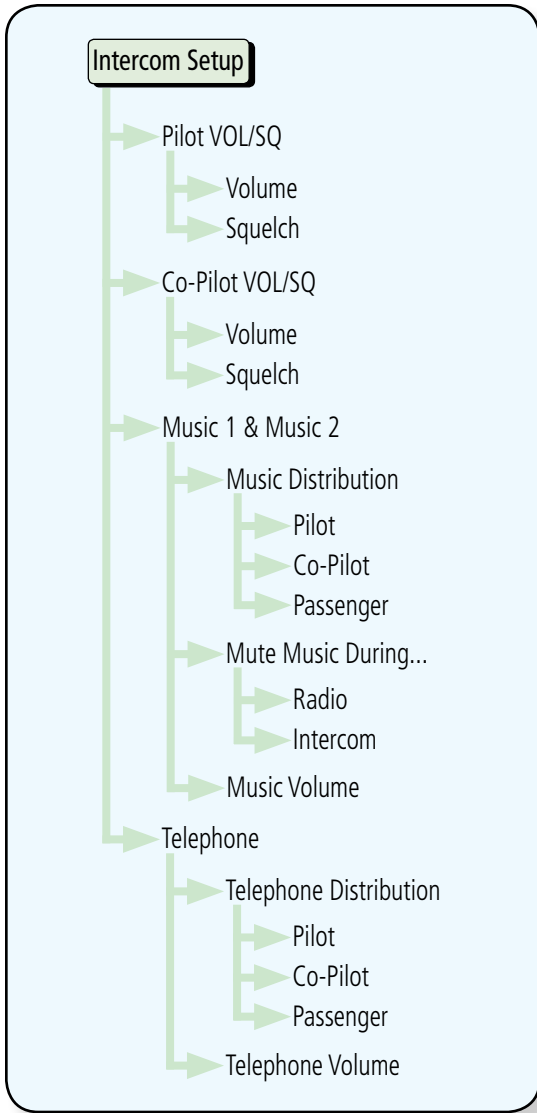 Intercom Setup
Pilot VOL/SQ
Volume
Squelch
Co-Pilot VOL/SQ
Volume
Squelch
Music 1 & Music 2
Music Distribution
Pilot
Co-Pilot
Passenger
Mute Music During...
Radio
Intercom
Music Volume
Telephone
Telephone Distribution
Pilot
Co-Pilot
Passenger
Telephone Volume